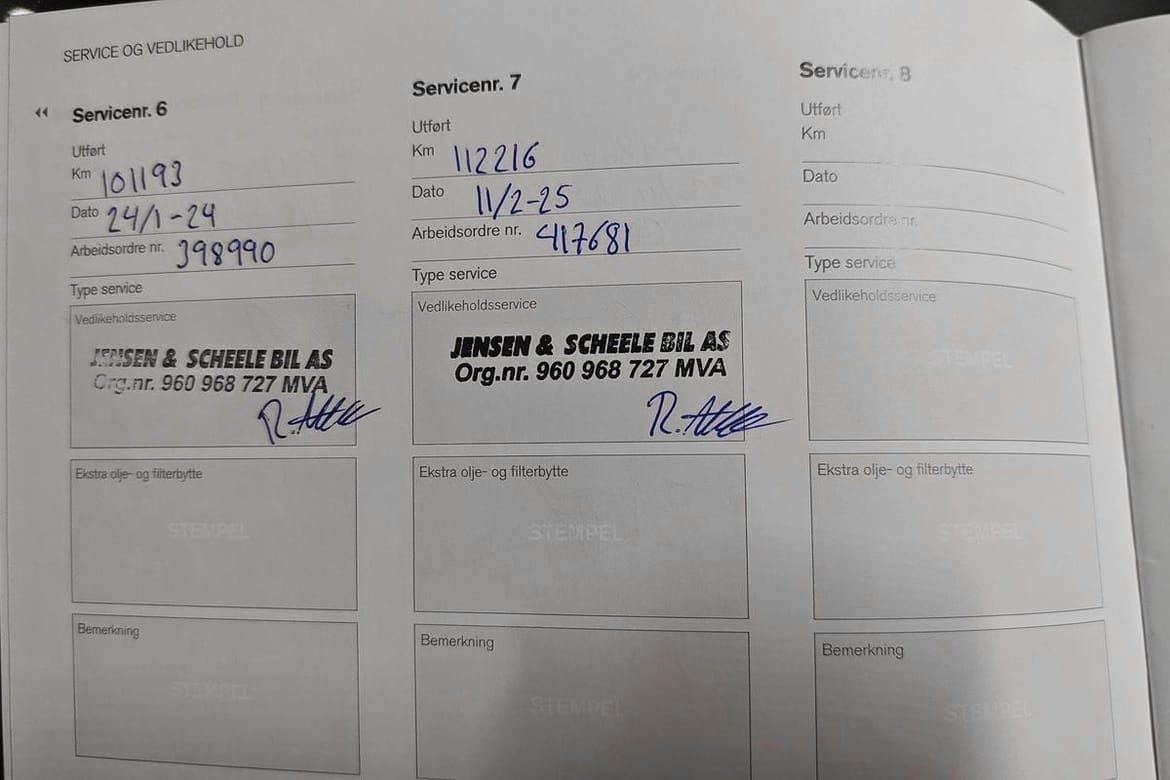 SERVICE OG VEDLIKEHOLD
Servicenr. 6
Utført
Km 101193
Dato 24/1-24
Arbeidsordre nr. 398990
Type service
Vedlikeholdsservice
JENSEN & SCHEELE BIL AS
Org.nr. 960 968 727 MVA
Ekstra olje- og filterbytte
STEMPEL
Bemerkning
STEMPEL
Servicenr. 7
Utført
Km 112216
Dato 11/2-25
Arbeidsordre nr. 417681
Type service
Vedlikeholdsservice
JENSEN & SCHEELE BIL AS
Org.nr. 960 968 727 MVA
Ekstra olje- og filterbytte
STEMPEL
Bemerkning
STEMPEL
Servicenr. 8
Utført
Km
Dato
Arbeidsordre nr.
Type service
Vedlikeholdsservice
STEMPEL
Ekstra olje- og filterbytte
STEMPEL
Bemerkning
STEMPEL